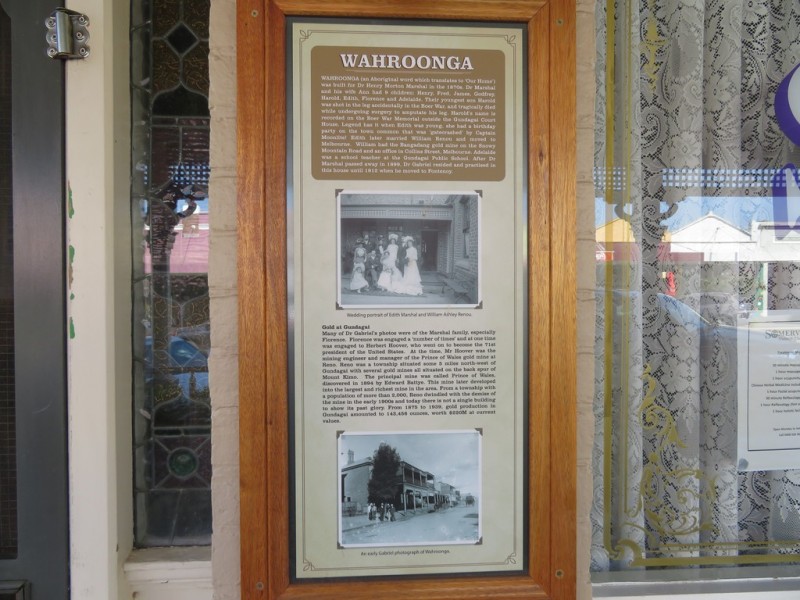 WAHROONGA
WAHROONGA (an Aboriginal word which translates to 'Our Home')
was built for Dr Henry Morton Marshal in the 1870s. Dr Marshal
and his wife Ann had 9 children: Henry, Fred, James, Godfrey,
Harold, Edith, Florence and Adelaide. Their youngest son Harold
was shot in the leg accidentally in the Boer War, and tragically died
while undergoing surgery to amputate his leg. Harold's name is
recorded on the Boer War Memorial outside the Gundagai Court
House. Legend has it when Edith was young, she had a birthday
party on the town common that was 'gatecrashed' by Captain
Moonlite! Edith later married William Renou and moved to
Melbourne. William had the Bangadang gold mine on the Snowy
Mountain Road and an office in Collins Street, Melbourne. Adelaide
was a school teacher at the Gundagai Public School. After Dr
Marshal passed away in Dr Gabriel resided and practised in
this house until 1912 when he moved to
Wedding portrait of Edith Marshal and William Ashley Renou.
Gold at Gundagai
Many of Dr Gabriel's photos were of the Marshal family, especially
Florence. Florence was engaged a 'number of times' and at one time
was engaged to Herbert Hoover, who went on to become the 71st
president of the United States. At the time, Mr Hoover was the
mining engineer and manager of the Prince of Wales gold mine at
Reno. Reno was a township situated some 5 miles north-west of
Gundagai with several gold mines all situated on the back spur of
Mount Kimo. The principal mine was called Prince of Wales,
discovered in 1894 by Edward Battye. This mine later developed
into the largest and richest mine in the area. From a township with
a population of more than 2,000, Reno dwindled with the demise of
the mine in the early 1900s and today there is not a single building
to show its past glory. From 1875 to gold production in
Gundagai amounted to ounces, worth at current
values.
An early Gabriel photograph of Wahroonga.